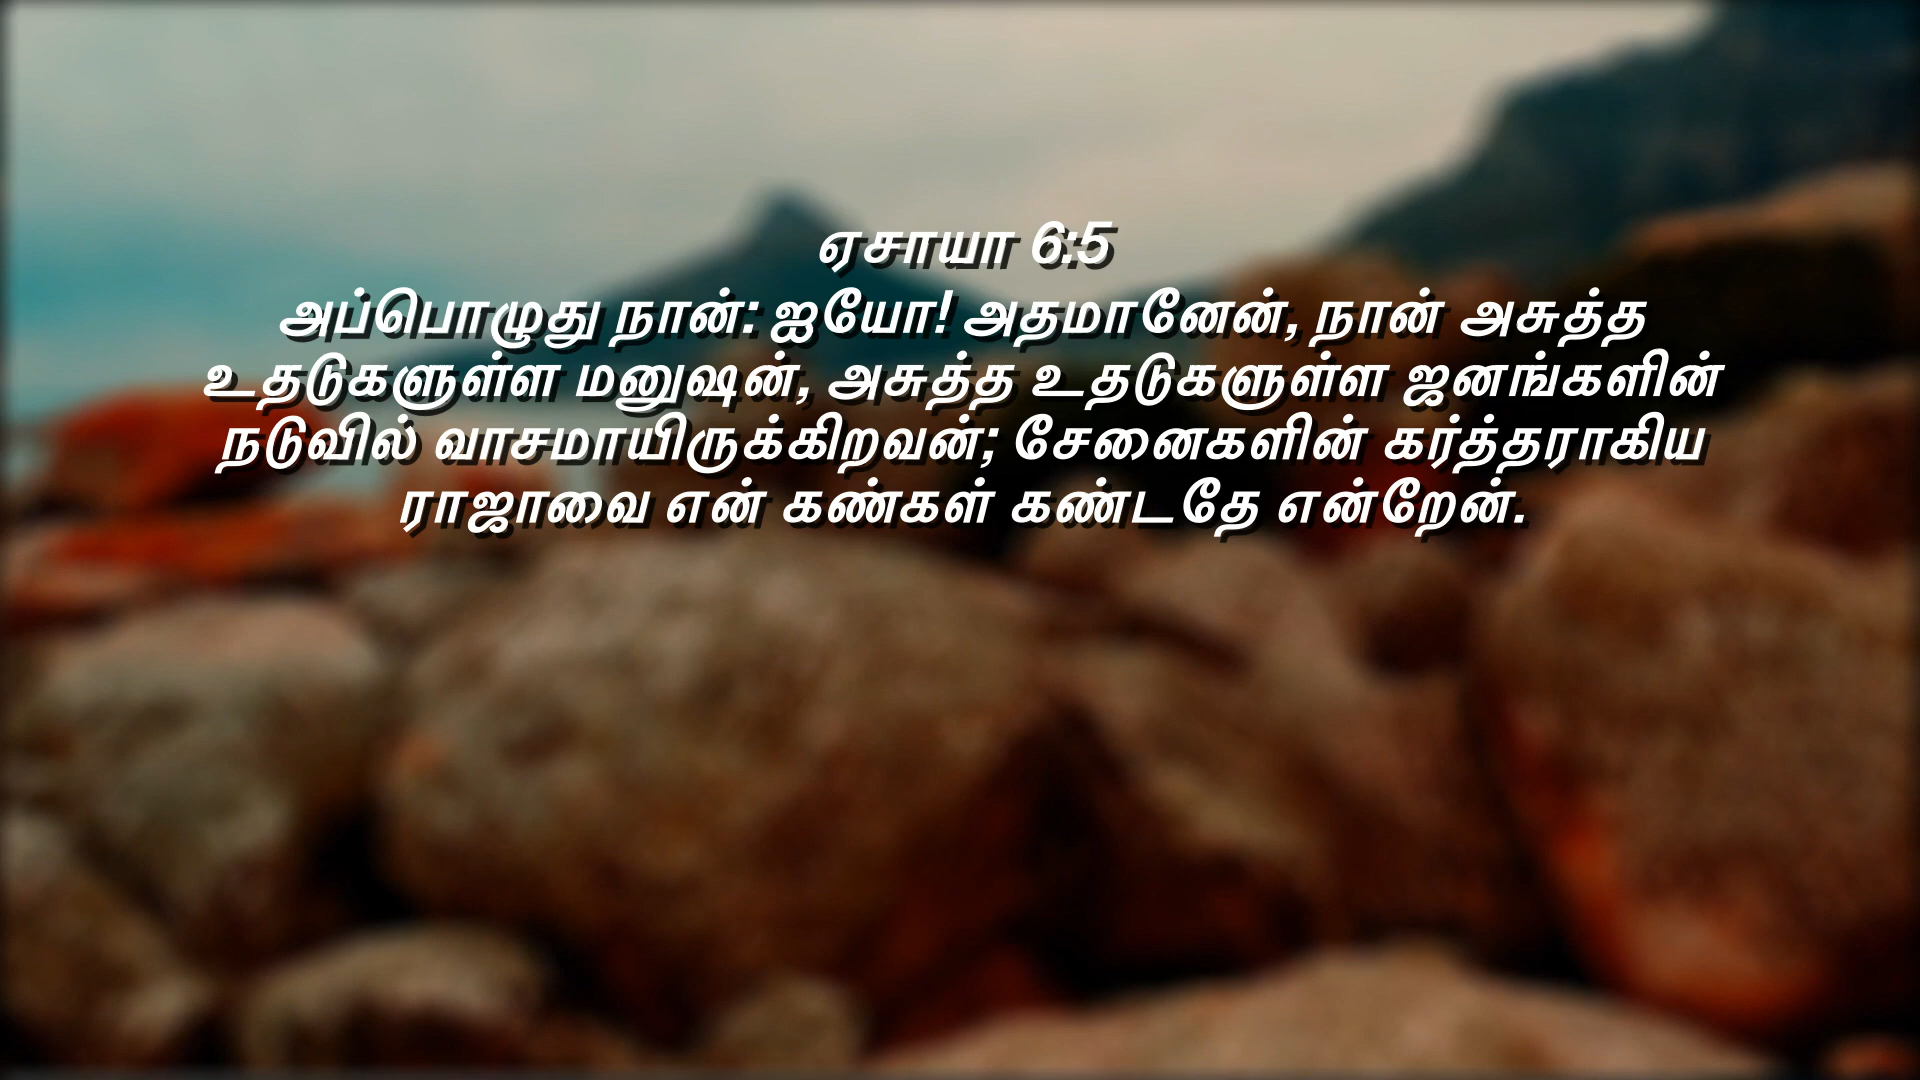 ஏசாயா 6:5
அப்பொழுது நான்: ஐயோ! அதமானேன், நான் அசுத்த
உதடுகளுள்ள மனுஷன், அசுத்த உதடுகளுள்ள ஜனங்களின்
நடுவில் வாசமாயிருக்கிறவன்; சேனைகளின் கர்த்தராகிய
ராஜாவை என் கண்கள் கண்டதே என்றேன்.